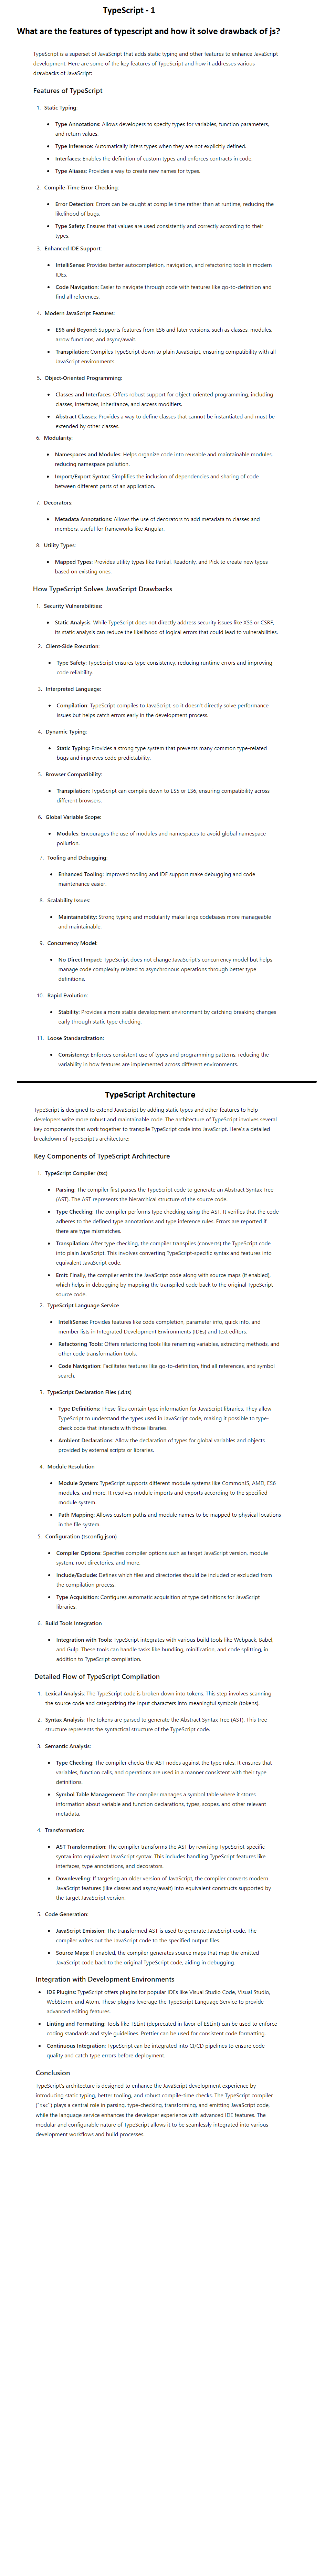 TypeScript - 1
What are the features of typescript and how it solve drawback of js?
TypeScript is a superset of JavaScript that adds static typing and other features to enhance JavaScript
development. Here are some of the key features of TypeScript and how it addresses various
drawbacks of JavaScript:
Features of TypeScript
1. Static Typing:
• Type Annotations: Allows developers to specify types for variables, function parameters,
and return values.
• Type Inference: Automatically infers types when they are not explicitly defined.
• Interfaces: Enables the definition of custom types and enforces contracts in code.
• Type Aliases: Provides a way to create new names for types.
2. Compile-Time Error Checking:
• Error Detection: Errors can be caught at compile time rather than at runtime, reducing the
likelihood of bugs.
• Type Safety: Ensures that values are used consistently and correctly according to their
types.
3. Enhanced IDE Support:
• IntelliSense: Provides better autocompletion, navigation, and refactoring tools in modern
IDEs.
• Code Navigation: Easier to navigate through code with features like go-to-definition and
find all references.
4. Modern JavaScript Features:
• ES6 and Beyond: Supports features from ES6 and later versions, such as classes, modules,
arrow functions, and async/await.
• Transpilation: Compiles TypeScript down to plain JavaScript, ensuring compatibility with all
JavaScript environments.
5. Object-Oriented Programming:
• Classes and Interfaces: Offers robust support for object-oriented programming, including
classes, interfaces, inheritance, and access modifiers.
• Abstract Classes: Provides a way to define classes that cannot be instantiated and must be
extended by other classes.
6. Modularity:
• Namespaces and Modules: Helps organize code into reusable and maintainable modules,
reducing namespace pollution.
• Import/Export Syntax: Simplifies the inclusion of dependencies and sharing of code
between different parts of an application.
7. Decorators:
• Metadata Annotations: Allows the use of decorators to add metadata to classes and
members, useful for frameworks like Angular.
8. Utility Types:
• Mapped Types: Provides utility types like Partial, Readonly, and Pick to create new types
based on existing ones.
How TypeScript Solves JavaScript Drawbacks
1. Security Vulnerabilities:
• Static Analysis: While TypeScript does not directly address security issues like XSS or CSRF,
its static analysis can reduce the likelihood of logical errors that could lead to vulnerabilities.
2. Client-Side Execution:
• Type Safety: TypeScript ensures type consistency, reducing runtime errors and improving
code reliability.
3. Interpreted Language:
• Compilation: TypeScript compiles to JavaScript, so it doesn't directly solve performance
issues but helps catch errors early in the development process.
4. Dynamic Typing:
• Static Typing: Provides a strong type system that prevents many common type-related
bugs and improves code predictability.
5. Browser Compatibility:
• Transpilation: TypeScript can compile down to ES5 or ES6, ensuring compatibility across
different browsers.
6. Global Variable Scope:
• Modules: Encourages the use of modules and namespaces to avoid global namespace
pollution.
7. Tooling and Debugging:
• Enhanced Tooling: Improved tooling and IDE support make debugging and code
maintenance easier.
8. Scalability Issues:
• Maintainability: Strong typing and modularity make large codebases more manageable
and maintainable.
9. Concurrency Model:
• No Direct Impact: TypeScript does not change JavaScript's concurrency model but helps
manage code complexity related to asynchronous operations through better type
definitions.
10. Rapid Evolution:
• Stability: Provides a more stable development environment by catching breaking changes
early through static type checking.
11. Loose Standardization:
• Consistency: Enforces consistent use of types and programming patterns, reducing the
variability in how features are implemented across different environments.
TypeScript Architecture
TypeScript is designed to extend JavaScript by adding static types and other features to help
developers write more robust and maintainable code. The architecture of TypeScript involves several
key components that work together to transpile TypeScript code into JavaScript. Here's a detailed
breakdown of TypeScript's architecture:
Key Components of TypeScript Architecture
1. TypeScript Compiler (tsc)
• Parsing: The compiler first parses the TypeScript code to generate an Abstract Syntax Tree
(AST). The AST represents the hierarchical structure of the source code.
• Type Checking: The compiler performs type checking using the AST. It verifies that the code
adheres to the defined type annotations and type inference rules. Errors are reported if
there are type mismatches.
• Transpilation: After type checking, the compiler transpiles (converts) the TypeScript code
into plain JavaScript. This involves converting TypeScript-specific syntax and features into
equivalent JavaScript code.
• Emit: Finally, the compiler emits the JavaScript code along with source maps (if enabled),
which helps in debugging by mapping the transpiled code back to the original TypeScript
source code.
2. TypeScript Language Service
• IntelliSense: Provides features like code completion, parameter info, quick info, and
member lists in Integrated Development Environments (IDEs) and text editors.
• Refactoring Tools: Offers refactoring tools like renaming variables, extracting methods, and
other code transformation tools.
• Code Navigation: Facilitates features like go-to-definition, find all references, and symbol
search.
3. TypeScript Declaration Files (.d.ts)
• Type Definitions: These files contain type information for JavaScript libraries. They allow
TypeScript to understand the types used in JavaScript code, making it possible to type-
check code that interacts with those libraries.
• Ambient Declarations: Allow the declaration of types for global variables and objects
provided by external scripts or libraries.
4. Module Resolution
• Module System: TypeScript supports different module systems like CommonJS, AMD, ES6
modules, and more. It resolves module imports and exports according to the specified
module system.
• Path Mapping: Allows custom paths and module names to be mapped to physical locations
in the file system.
5. Configuration (tsconfig.json)
• Compiler Options: Specifies compiler options such as target JavaScript version, module
system, root directories, and more.
• Include/Exclude: Defines which files and directories should be included or excluded from
the compilation process.
• Type Acquisition: Configures automatic acquisition of type definitions for JavaScript
libraries.
6. Build Tools Integration
• Integration with Tools: TypeScript integrates with various build tools like Webpack, Babel,
and Gulp. These tools can handle tasks like bundling, minification, and code splitting, in
addition to TypeScript compilation.
Detailed Flow of TypeScript Compilation
1. Lexical Analysis: The TypeScript code is broken down into tokens. This step involves scanning
the source code and categorizing the input characters into meaningful symbols (tokens).
2. Syntax Analysis: The tokens are parsed to generate the Abstract Syntax Tree (AST). This tree
structure represents the syntactical structure of the TypeScript code.
3. Semantic Analysis:
• Type Checking: The compiler checks the AST nodes against the type rules. It ensures that
variables, function calls, and operations are used in a manner consistent with their type
definitions.
• Symbol Table Management: The compiler manages a symbol table where it stores
information about variable and function declarations, types, scopes, and other relevant
metadata.
4. Transformation:
• AST Transformation: The compiler transforms the AST by rewriting TypeScript-specific
syntax into equivalent JavaScript syntax. This includes handling TypeScript features like
interfaces, type annotations, and decorators.
• Downleveling: If targeting an older version of JavaScript, the compiler converts modern
JavaScript features (like classes and async/await) into equivalent constructs supported by
the target JavaScript version.
5. Code Generation:
• JavaScript Emission: The transformed AST is used to generate JavaScript code. The
compiler writes out the JavaScript code to the specified output files.
• Source Maps: If enabled, the compiler generates source maps that map the emitted
JavaScript code back to the original TypeScript code, aiding in debugging.
Integration with Development Environments
• IDE Plugins: TypeScript offers plugins for popular IDEs like Visual Studio Code, Visual Studio,
WebStorm, and Atom. These plugins leverage the TypeScript Language Service to provide
advanced editing features.
• Linting and Formatting: Tools like TSLint (deprecated in favor of ESLint) can be used to enforce
coding standards and style guidelines. Prettier can be used for consistent code formatting.
• Continuous Integration: TypeScript can be integrated into CI/CD pipelines to ensure code
quality and catch type errors before deployment.
Conclusion
TypeScript's architecture is designed to enhance the JavaScript development experience by
introducing static typing, better tooling, and robust compile-time checks. The TypeScript compiler
(`tsc`) plays a central role in parsing, type-checking, transforming, and emitting JavaScript code,
while the language service enhances the developer experience with advanced IDE features. The
modular and configurable nature of TypeScript allows it to be seamlessly integrated into various
development workflows and build processes.